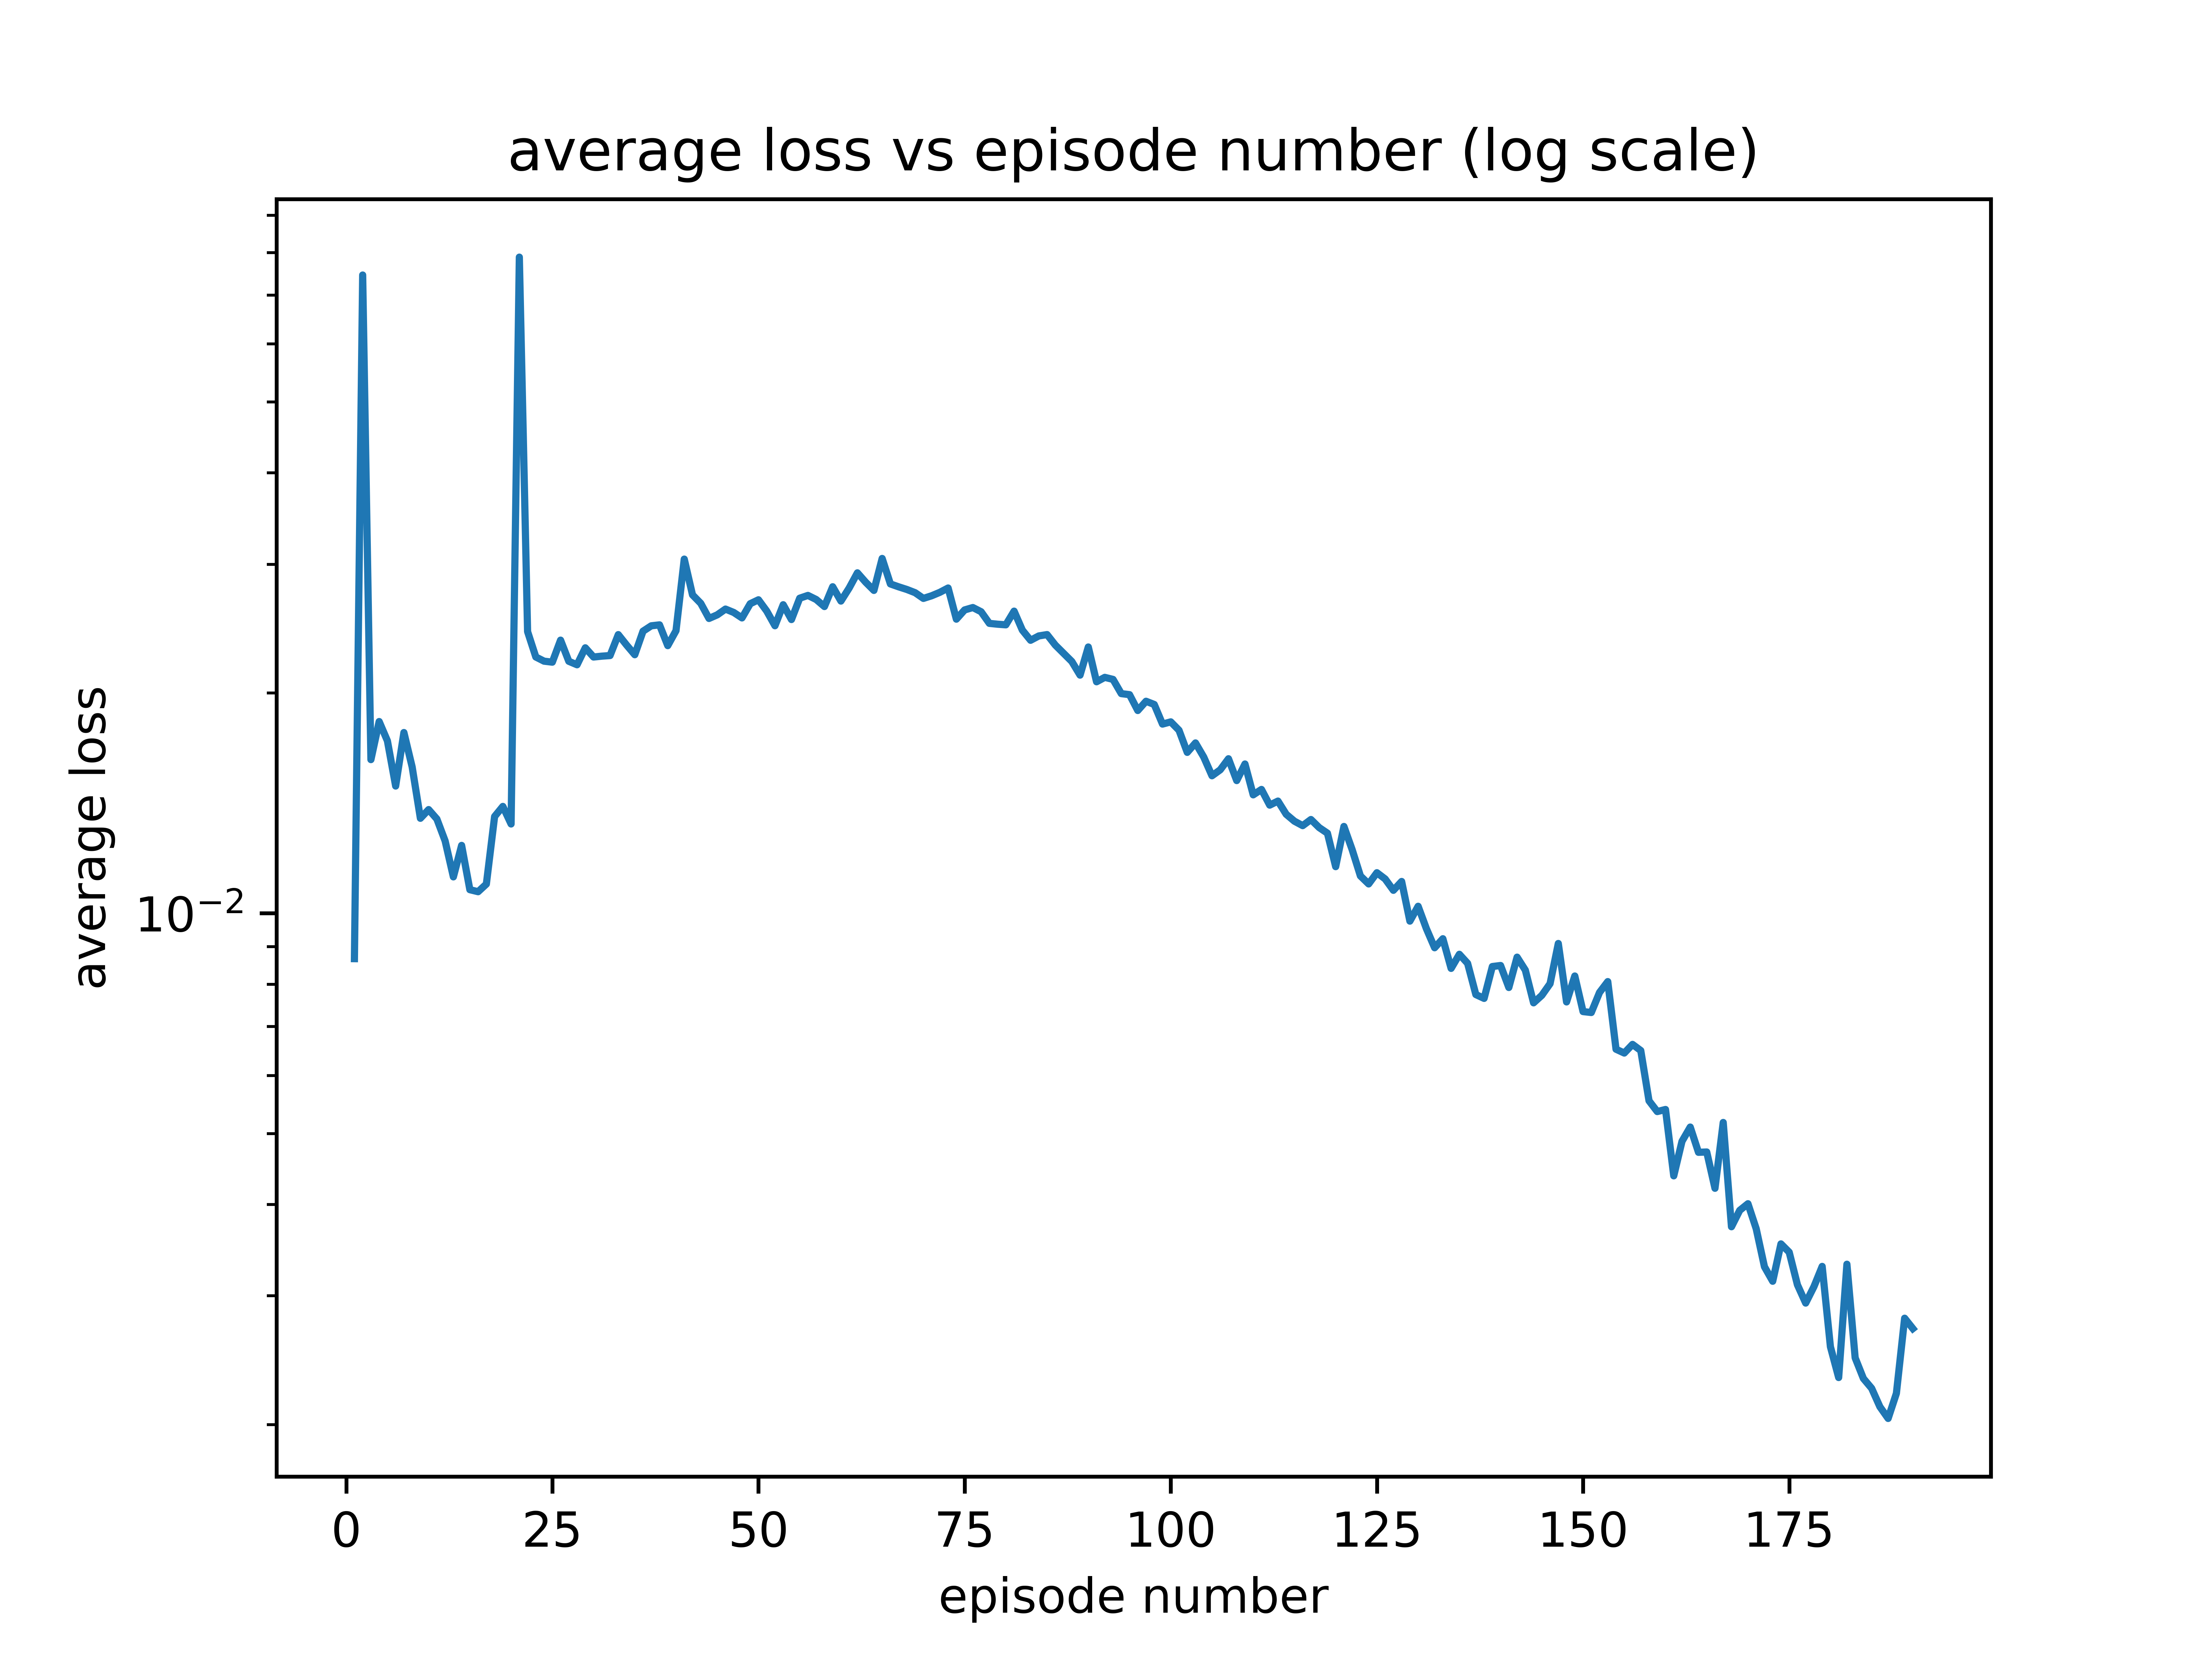 average loss vs episode number (log scale)
average loss
10⁻²
0 25 50 75 100 125 150 175
episode number